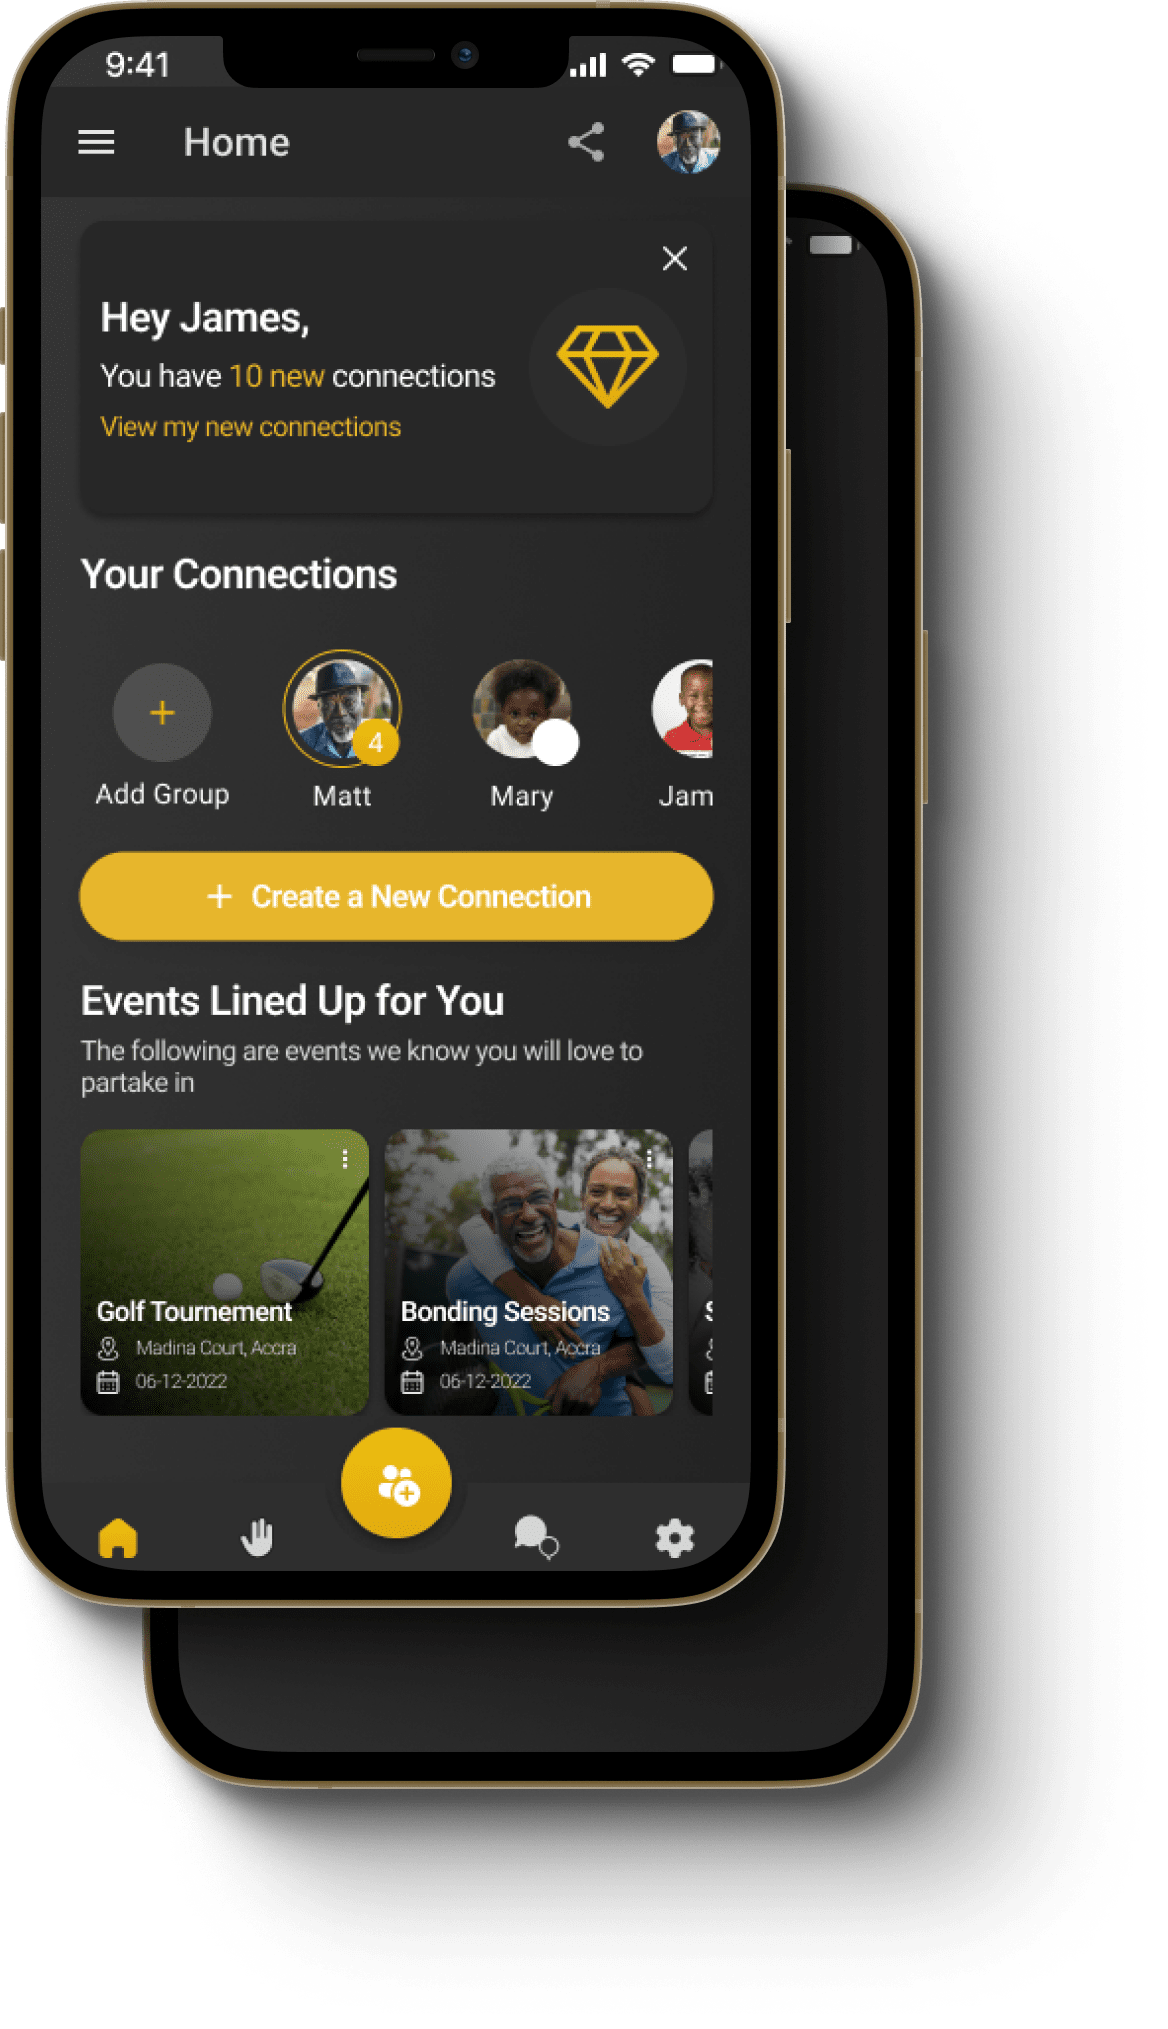 9:41
Home
Hey James,
You have 10 new connections
View my new connections
Your Connections
4
Add Group
Matt
Mary
Jam
+ Create a New Connection
Events Lined Up for You
The following are events we know you will love to
partake in
Golf Tournement
Madina Court, Accra
06-12-2022
Bonding Sessions
Madina Court, Accra
06-12-2022
S